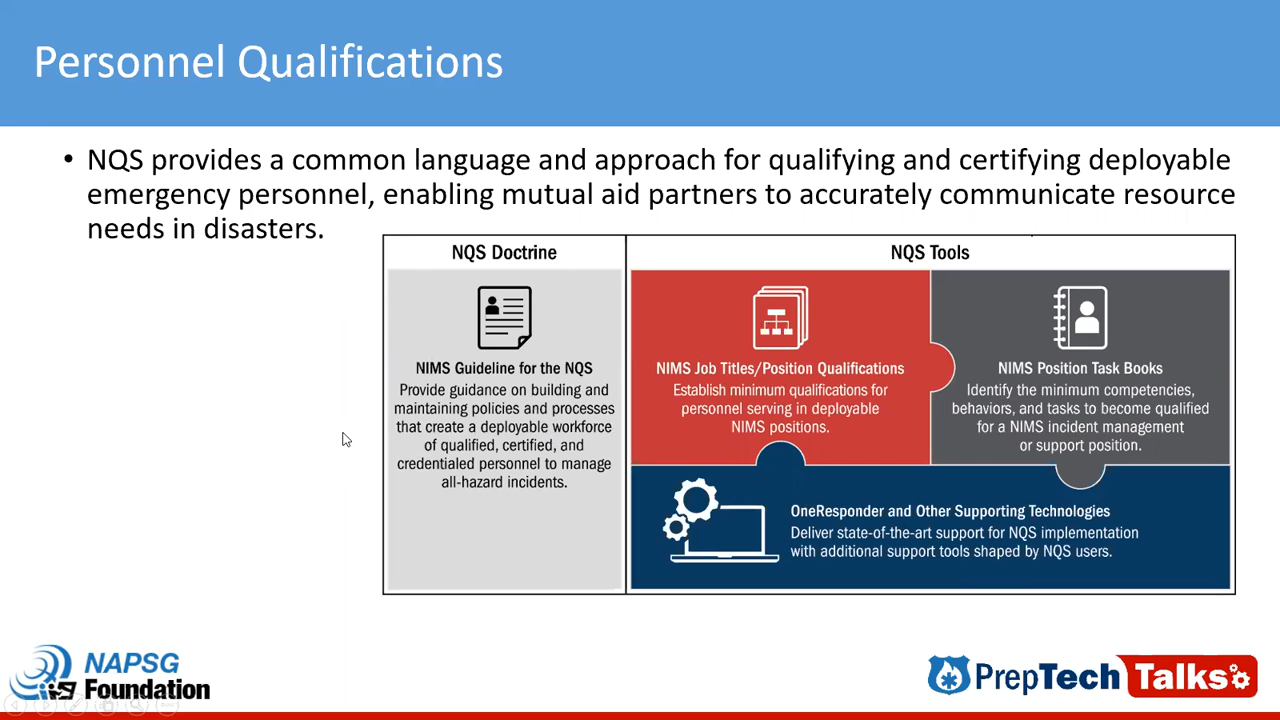 Personnel Qualifications
• NQS provides a common language and approach for qualifying and certifying deployable
emergency personnel, enabling mutual aid partners to accurately communicate resource
needs in disasters.
NQS Doctrine
NIMS Guideline for the NQS
Provide guidance on building and
maintaining policies and processes
that create a deployable workforce
of qualified, certified, and
credentialed personnel to manage
all-hazard incidents.
NQS Tools
NIMS Job Titles/Position Qualifications
Establish minimum qualifications for
personnel serving in deployable
NIMS positions.
NIMS Position Task Books
Identify the minimum competencies,
behaviors, and tasks to become qualified
for a NIMS incident management
or support position.
OneResponder and Other Supporting Technologies
Deliver state-of-the-art support for NQS implementation
with additional support tools shaped by NQS users.
NAPSG
Foundation
PrepTech Talks